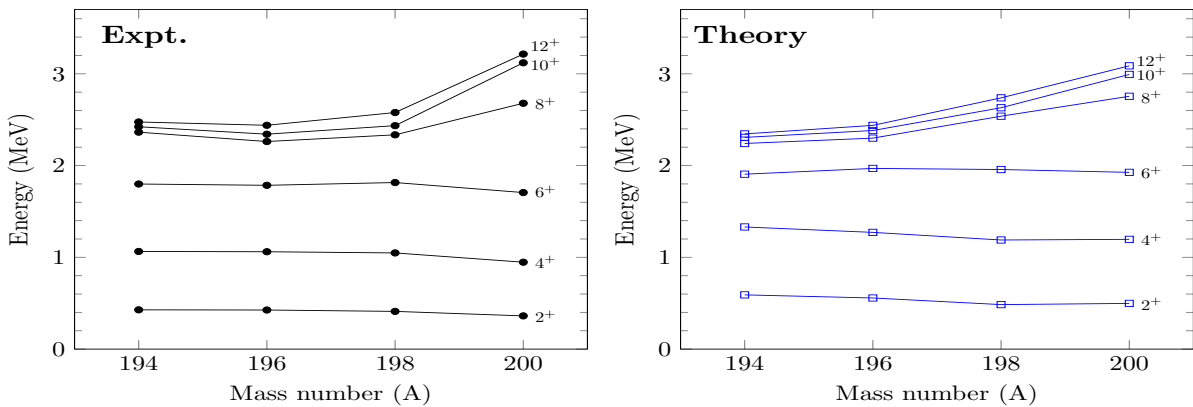 Expt.
12⁺
10⁺
8⁺
6⁺
4⁺
2⁺
3
2
1
0
Energy (MeV)
194 196 198 200
Mass number (A)
Theory
12⁺
10⁺
8⁺
6⁺
4⁺
2⁺
3
2
1
0
Energy (MeV)
194 196 198 200
Mass number (A)